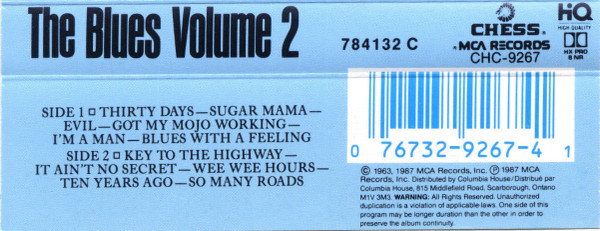 The Blues Volume 2
784132 C
CHESS®
® MCA RECORDS
CHC-9267
HiQ
HIGH QUALITY
HX PRO
B NR
SIDE 1 □ THIRTY DAYS—SUGAR MAMA—
EVIL—GOT MY MOJO WORKING—
I'M A MAN—BLUES WITH A FEELING
SIDE 2 □ KEY TO THE HIGHWAY—
IT AIN'T NO SECRET—WEE WEE HOURS—
TEN YEARS AGO—SO MANY ROADS
0 76732-9267-4 1
© 1963, 1987 MCA Records, Inc. ℗ 1987 MCA
Records, Inc. Distributed by Columbia House/Distribué par
Columbia House, 815 Middlefield Road, Scarborough, Ontario
M1V 3M3. WARNING: All Rights Reserved. Unauthorized
duplication is a violation of applicable-laws. One side of this
program may be longer duration than the other in order to
preserve the album continuity.